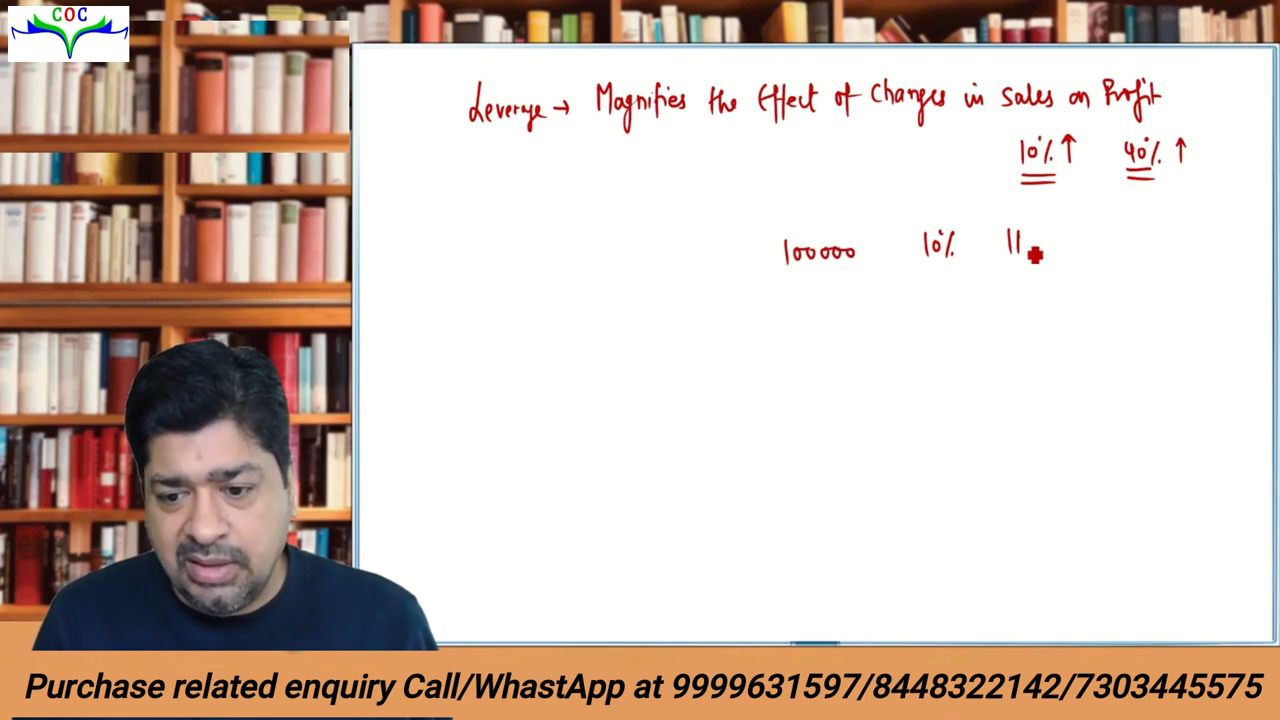 COC
Leverage → Magnifies the Effect of Changes in Sales on Profit
10% ↑ 40% ↑
100000 10% 11
Purchase related enquiry Call/WhastApp at 9999631597/8448322142/7303445575